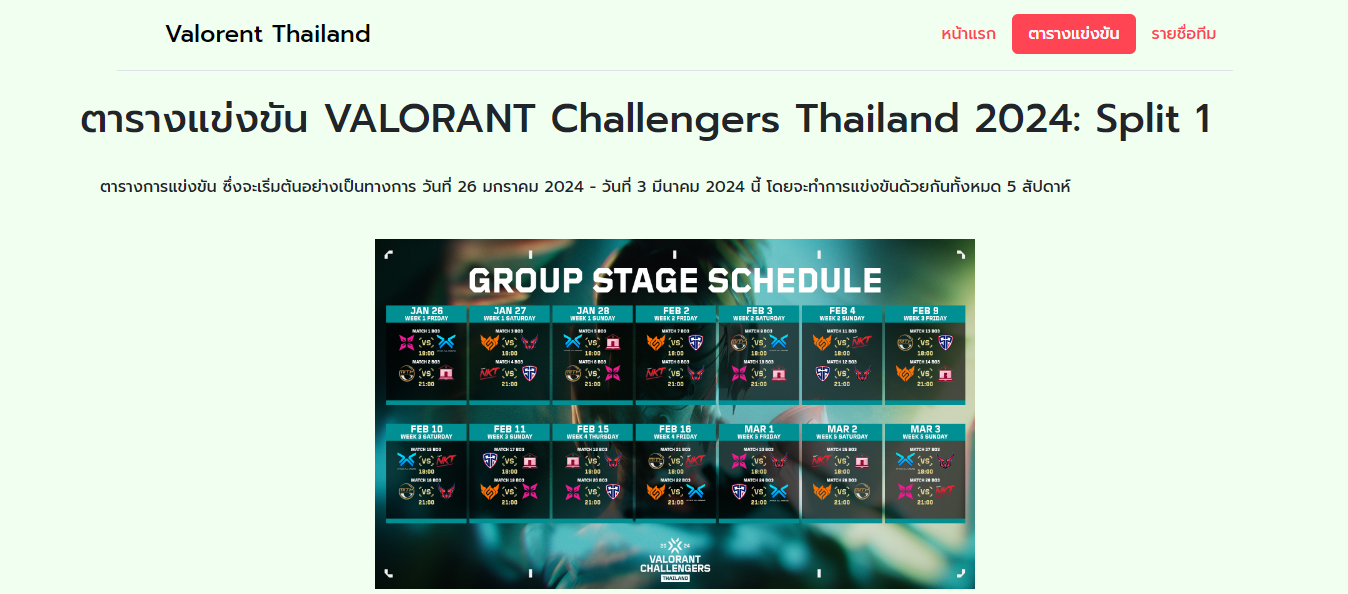 Valorent Thailand
หน้าแรก ตารางแข่งขัน รายชื่อทีม
ตารางแข่งขัน VALORANT Challengers Thailand 2024: Split 1
ตารางการแข่งขัน ซึ่งจะเริ่มต้นอย่างเป็นทางการ วันที่ 26 มกราคม 2024 - วันที่ 3 มีนาคม 2024 นี้ โดยจะทำการแข่งขันด้วยกันทั้งหมด 5 สัปดาห์
GROUP STAGE SCHEDULE
JAN 26 JAN 27 JAN 28 FEB 2 FEB 3 FEB 4 FEB 9
WEEK 1 FRIDAY WEEK 1 SATURDAY WEEK 1 SUNDAY WEEK 2 FRIDAY WEEK 2 SATURDAY WEEK 2 SUNDAY WEEK 3 FRIDAY
MATCH 1 BO3 MATCH 3 BO3 MATCH 5 BO3 MATCH 7 BO3 MATCH 9 BO3 MATCH 11 BO3 MATCH 13 BO3
VS VS VS VS VS VS NKT VS
18:00 18:00 18:00 18:00 18:00 18:00 18:00
MATCH 2 BO3 MATCH 4 BO3 MATCH 6 BO3 MATCH 8 BO3 MATCH 10 BO3 MATCH 12 BO3 MATCH 14 BO3
VS NKT VS VS NKT VS VS VS VS
21:00 21:00 21:00 21:00 21:00 21:00 21:00
FEB 10 FEB 11 FEB 15 FEB 16 MAR 1 MAR 2 MAR 3
WEEK 3 SATURDAY WEEK 3 SUNDAY WEEK 4 THURSDAY WEEK 4 FRIDAY WEEK 5 FRIDAY WEEK 5 SATURDAY WEEK 5 SUNDAY
MATCH 15 BO3 MATCH 17 BO3 MATCH 19 BO3 MATCH 21 BO3 MATCH 23 BO3 MATCH 25 BO3 MATCH 27 BO3
VS NKT VS VS VS NKT VS NKT VS VS
18:00 18:00 18:00 18:00 18:00 18:00 18:00
MATCH 16 BO3 MATCH 18 BO3 MATCH 20 BO3 MATCH 22 BO3 MATCH 24 BO3 MATCH 26 BO3 MATCH 28 BO3
VS VS VS VS VS VS VS NKT
21:00 21:00 21:00 21:00 21:00 21:00 21:00
20 24
VALORANT
CHALLENGERS
THAILAND